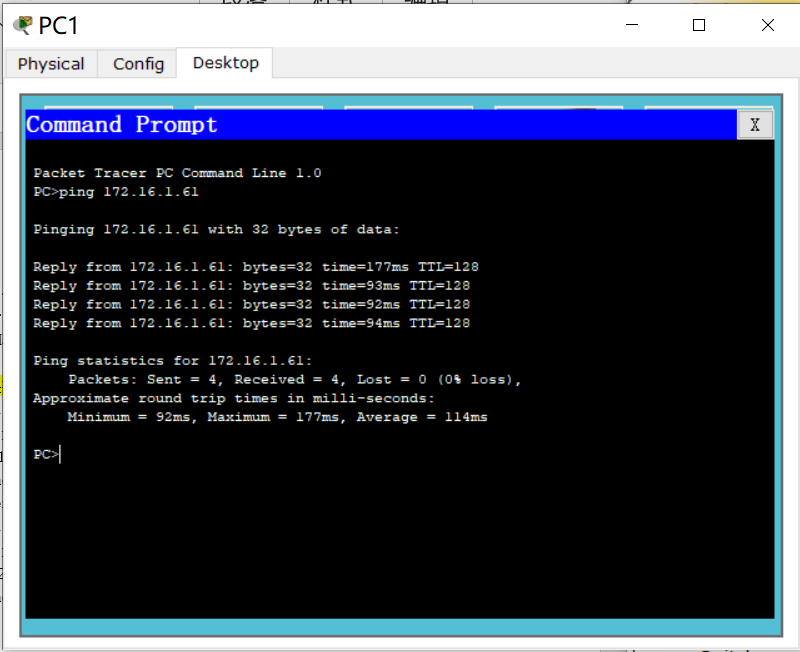 PC1
Physical Config Desktop
Command Prompt X
Packet Tracer PC Command Line 1.0
PC>ping 172.16.1.61
Pinging 172.16.1.61 with 32 bytes of data:
Reply from 172.16.1.61: bytes=32 time=177ms TTL=128
Reply from 172.16.1.61: bytes=32 time=93ms TTL=128
Reply from 172.16.1.61: bytes=32 time=92ms TTL=128
Reply from 172.16.1.61: bytes=32 time=94ms TTL=128
Ping statistics for 172.16.1.61:
Packets: Sent = 4, Received = 4, Lost = 0 (0% loss),
Approximate round trip times in milli-seconds:
Minimum = 92ms, Maximum = 177ms, Average = 114ms
PC>